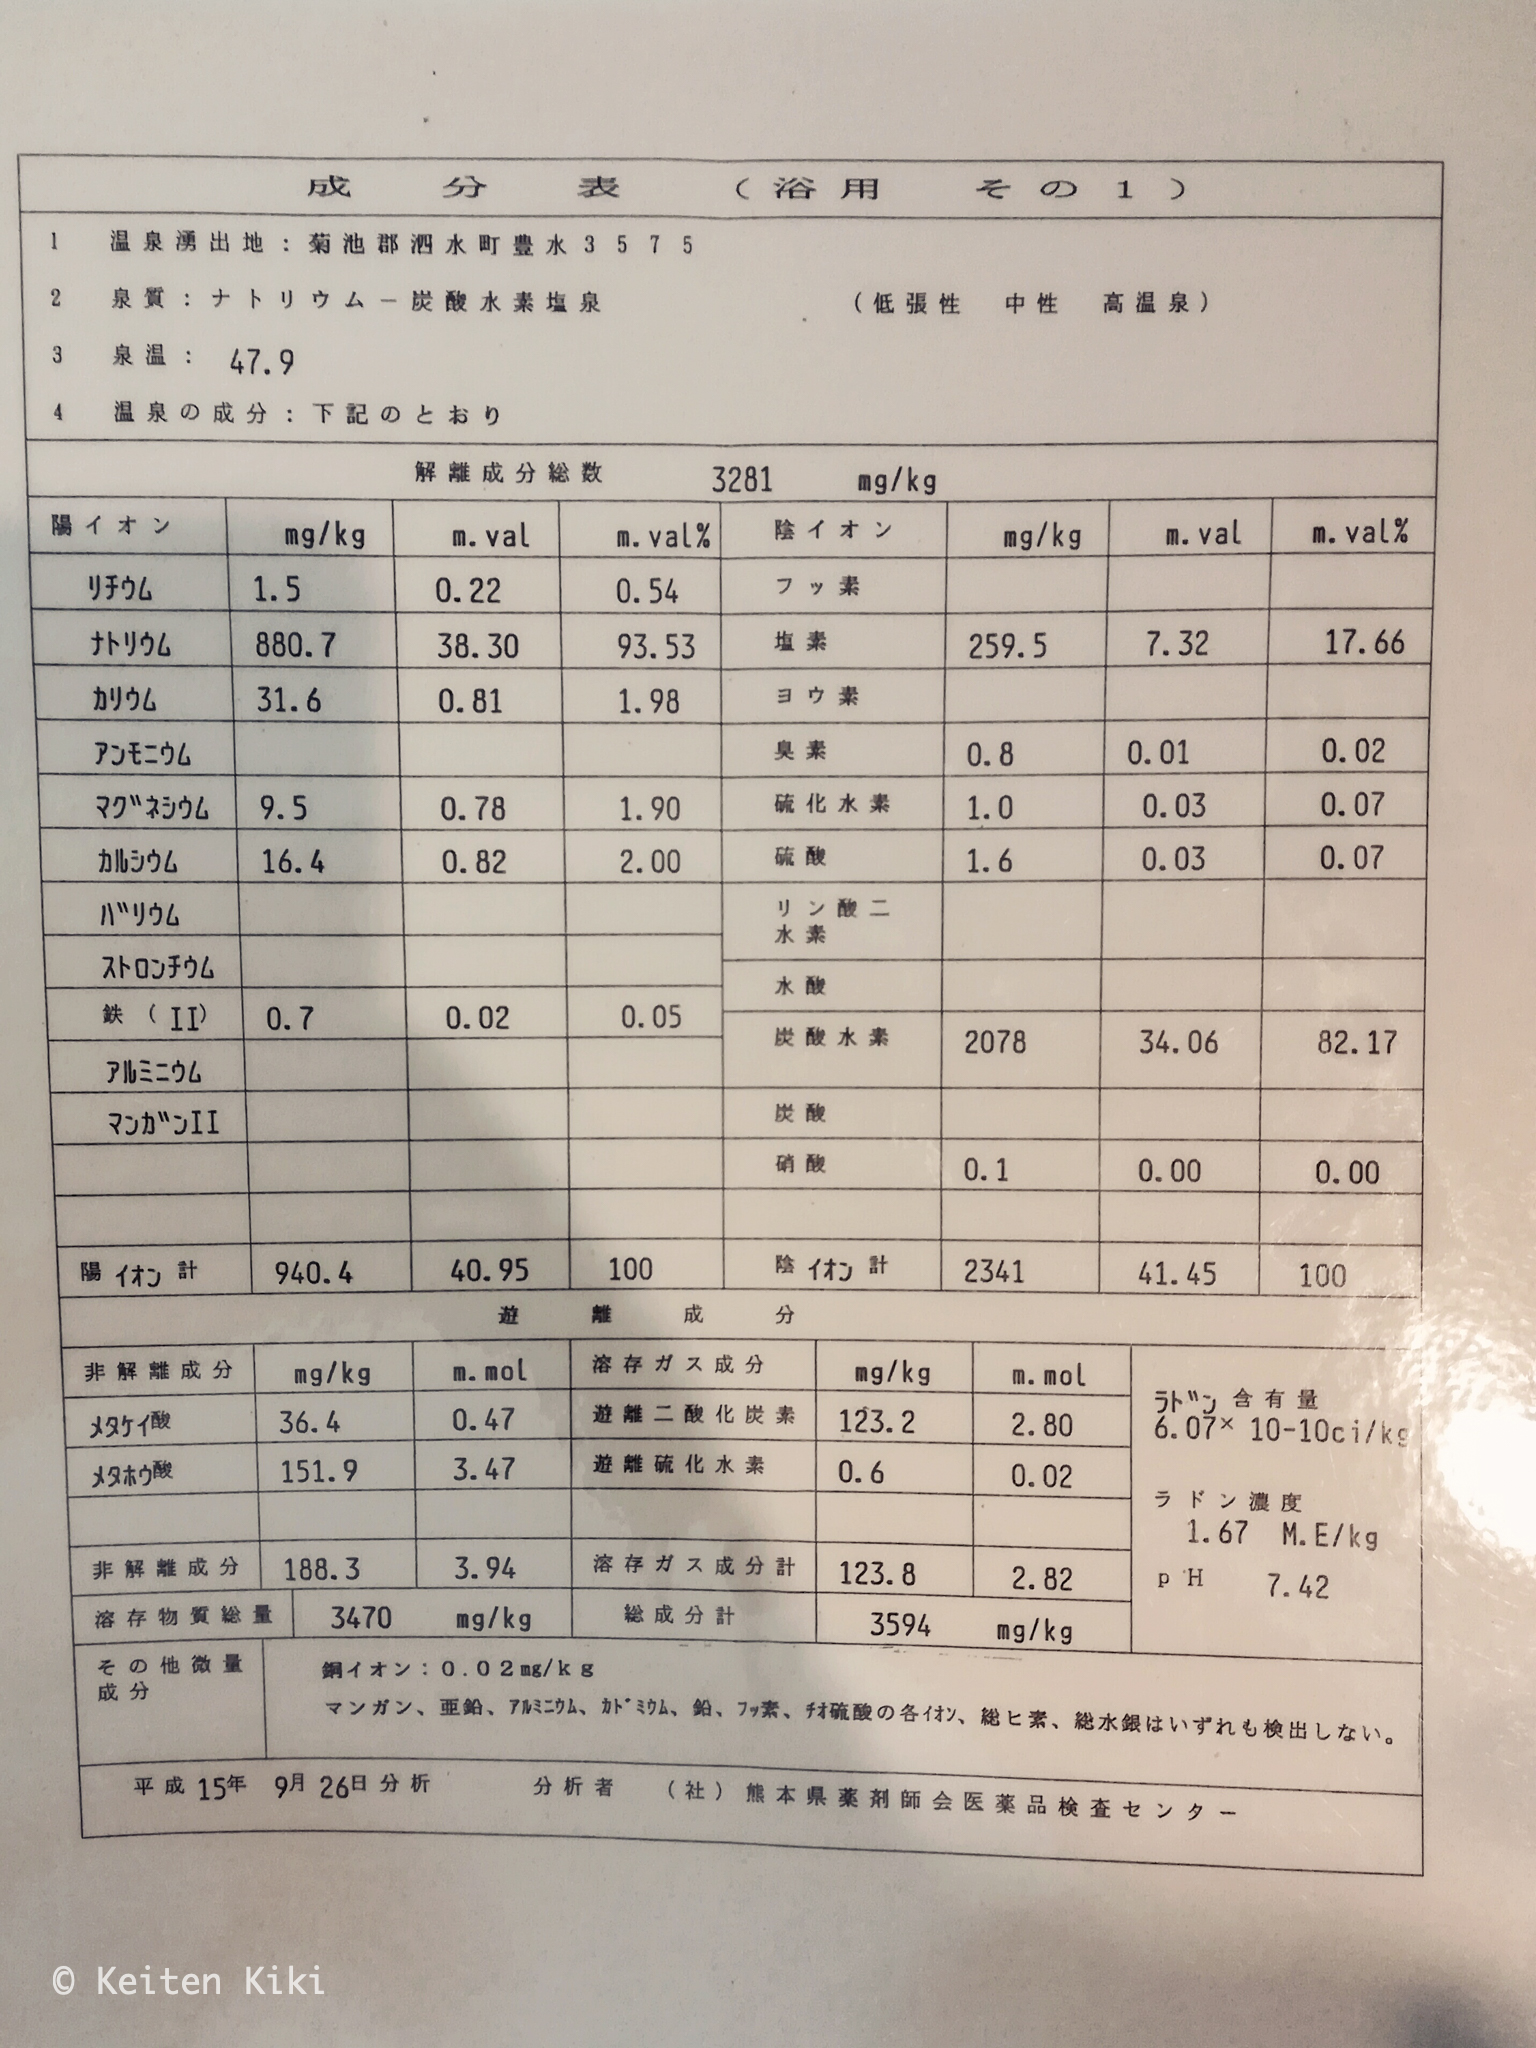 成分表（浴用 その1）
1 温泉湧出地：菊池郡泗水町豊水3575
2 泉質：ナトリウム－炭酸水素塩泉 （低張性 中性 高温泉）
3 泉温： 47.9
4 温泉の成分：下記のとおり
解離成分総数 3281 mg/kg
陽イオン mg/kg m.val m.val% 陰イオン mg/kg m.val m.val%
ﾘﾁｳﾑ 1.5 0.22 0.54 フッ素
ﾅﾄﾘｳﾑ 880.7 38.30 93.53 塩素 259.5 7.32 17.66
ｶﾘｳﾑ 31.6 0.81 1.98 ヨウ素
ｱﾝﾓﾆｳﾑ 臭素 0.8 0.01 0.02
ﾏｸﾞﾈｼｳﾑ 9.5 0.78 1.90 硫化水素 1.0 0.03 0.07
ｶﾙｼｳﾑ 16.4 0.82 2.00 硫酸 1.6 0.03 0.07
ﾊﾞﾘｳﾑ リン酸二
水素
ｽﾄﾛﾝﾁｳﾑ 水酸
鉄（II） 0.7 0.02 0.05 炭酸水素 2078 34.06 82.17
ｱﾙﾐﾆｳﾑ
ﾏﾝｶﾞﾝII 炭酸
硝酸 0.1 0.00 0.00
陽ｲｵﾝ計 940.4 40.95 100 陰ｲｵﾝ計 2341 41.45 100
遊離成分
非解離成分 mg/kg m.mol 溶存ガス成分 mg/kg m.mol
ﾒﾀｹｲ酸 36.4 0.47 遊離二酸化炭素 123.2 2.80
ﾒﾀﾎｳ酸 151.9 3.47 遊離硫化水素 0.6 0.02
非解離成分 188.3 3.94 溶存ガス成分計 123.8 2.82
溶存物質総量 3470 mg/kg 総成分計 3594 mg/kg
ﾗﾄﾞﾝ含有量
6.07× 10-10ci/kg
ラドン濃度
1.67 M.E/kg
pH 7.42
その他微量
成分
銅イオン：0.02mg/kg
マンガン、亜鉛、ｱﾙﾐﾆｳﾑ、ｶﾄﾞﾐｳﾑ、鉛、ﾌｯ素、ﾁｵ硫酸の各ｲｵﾝ、総ヒ素、総水銀はいずれも検出しない。
平成15年 9月26日分析 分析者 （社）熊本県薬剤師会医薬品検査センター
© Keiten Kiki